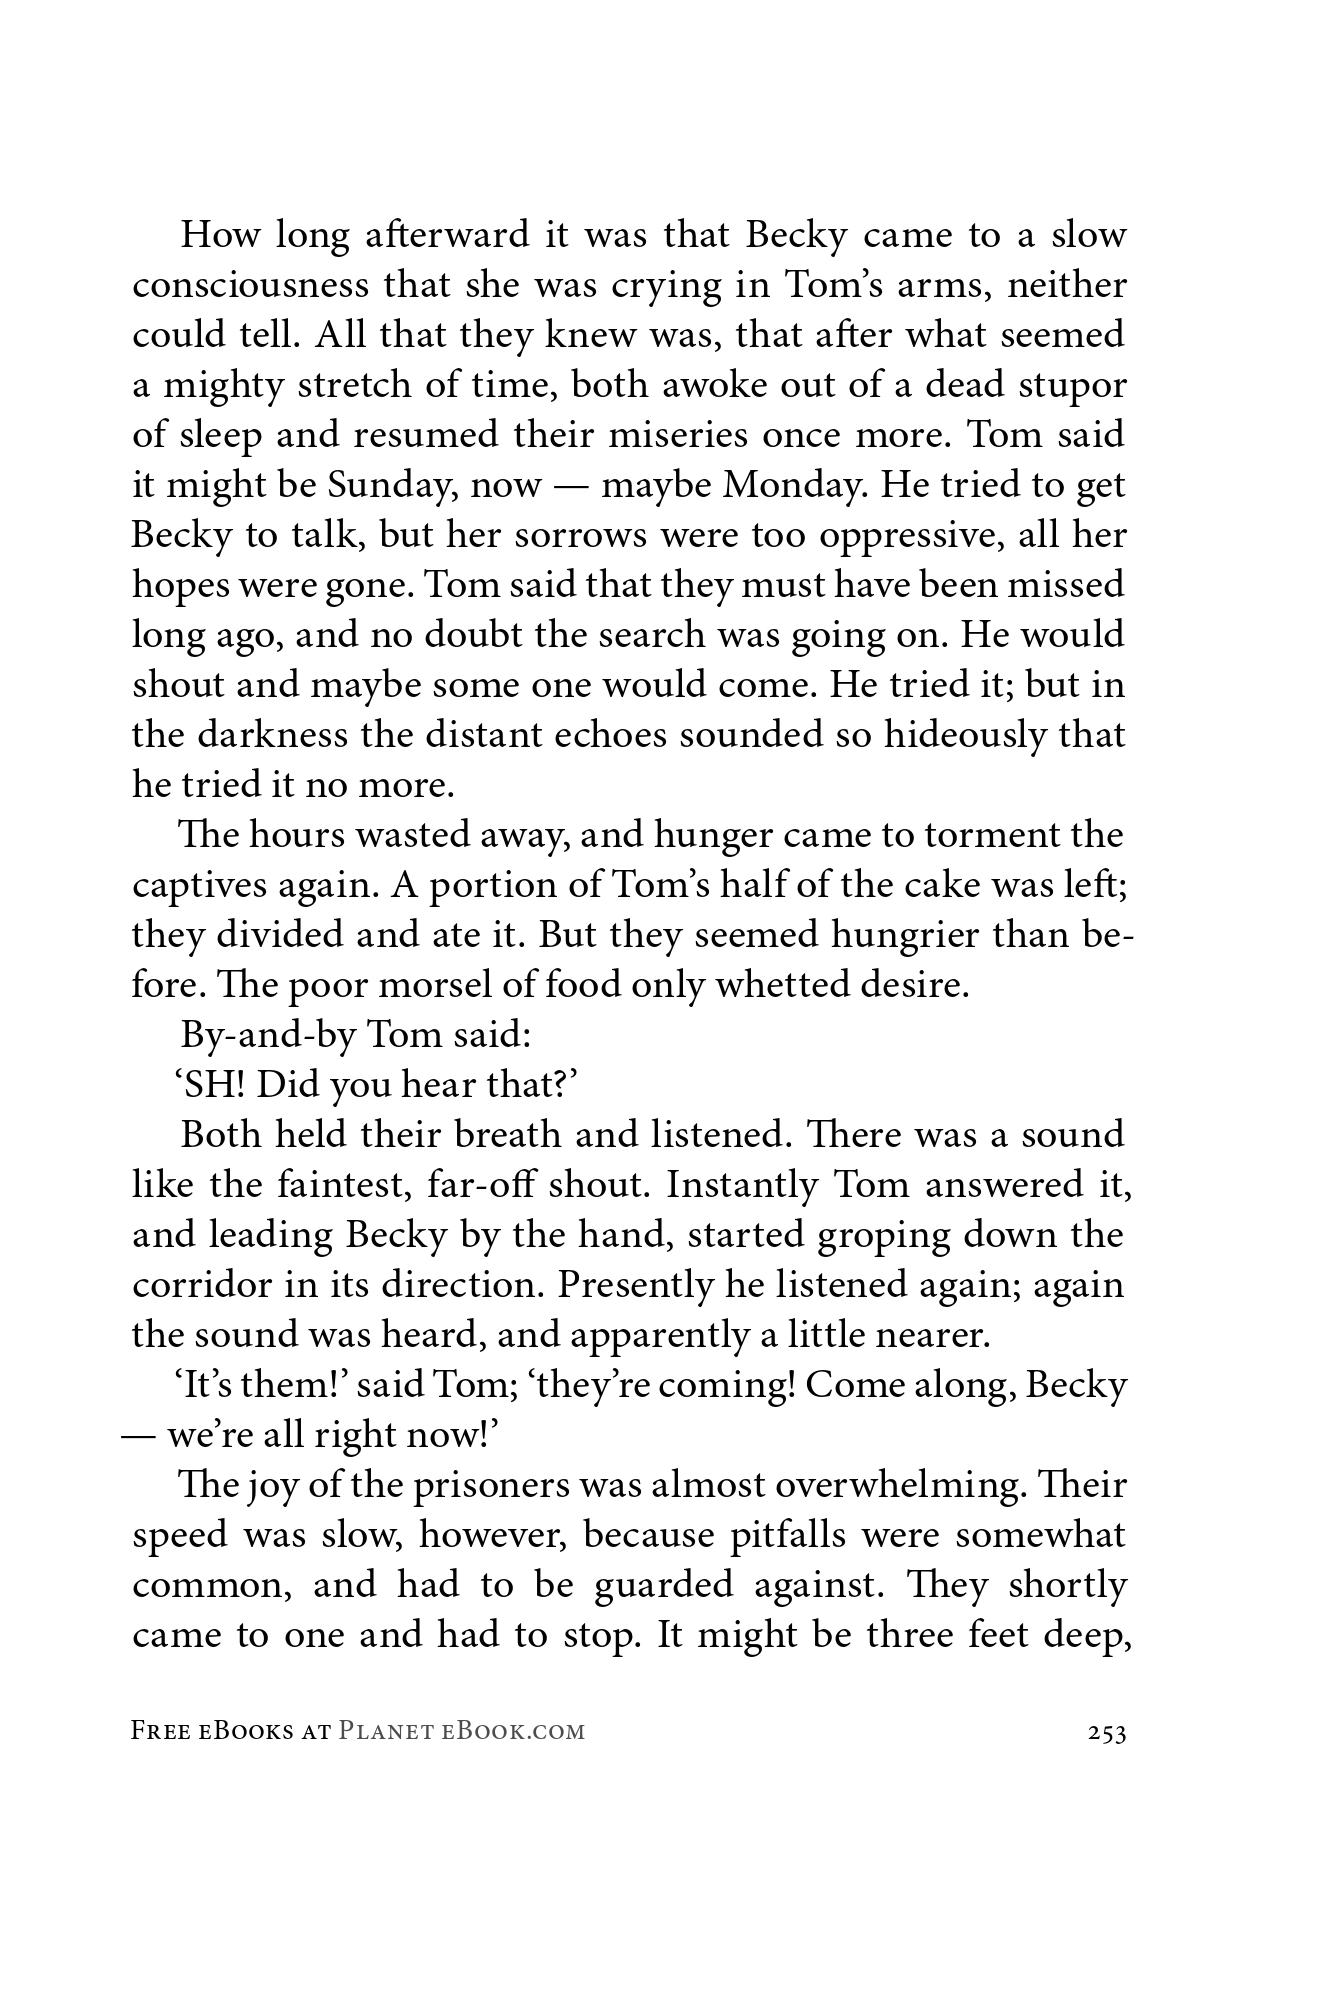 How long afterward it was that Becky came to a slow
consciousness that she was crying in Tom’s arms, neither
could tell. All that they knew was, that after what seemed
a mighty stretch of time, both awoke out of a dead stupor
of sleep and resumed their miseries once more. Tom said
it might be Sunday, now — maybe Monday. He tried to get
Becky to talk, but her sorrows were too oppressive, all her
hopes were gone. Tom said that they must have been missed
long ago, and no doubt the search was going on. He would
shout and maybe some one would come. He tried it; but in
the darkness the distant echoes sounded so hideously that
he tried it no more.
The hours wasted away, and hunger came to torment the
captives again. A portion of Tom’s half of the cake was left;
they divided and ate it. But they seemed hungrier than be-
fore. The poor morsel of food only whetted desire.
By-and-by Tom said:
‘SH! Did you hear that?’
Both held their breath and listened. There was a sound
like the faintest, far-off shout. Instantly Tom answered it,
and leading Becky by the hand, started groping down the
corridor in its direction. Presently he listened again; again
the sound was heard, and apparently a little nearer.
‘It’s them!’ said Tom; ‘they’re coming! Come along, Becky
— we’re all right now!’
The joy of the prisoners was almost overwhelming. Their
speed was slow, however, because pitfalls were somewhat
common, and had to be guarded against. They shortly
came to one and had to stop. It might be three feet deep,
Free eBooks at Planet eBook.com 253